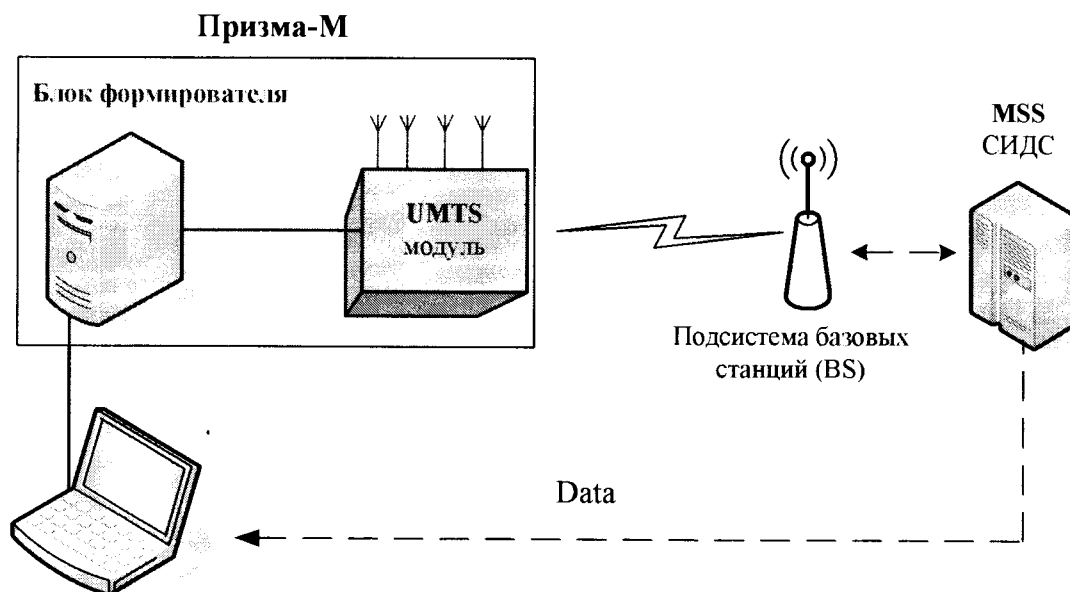 Призма-М
Блок формирователя
UMTS
модуль
MSS
СИДС
Подсистема базовых
станций (BS)
Data